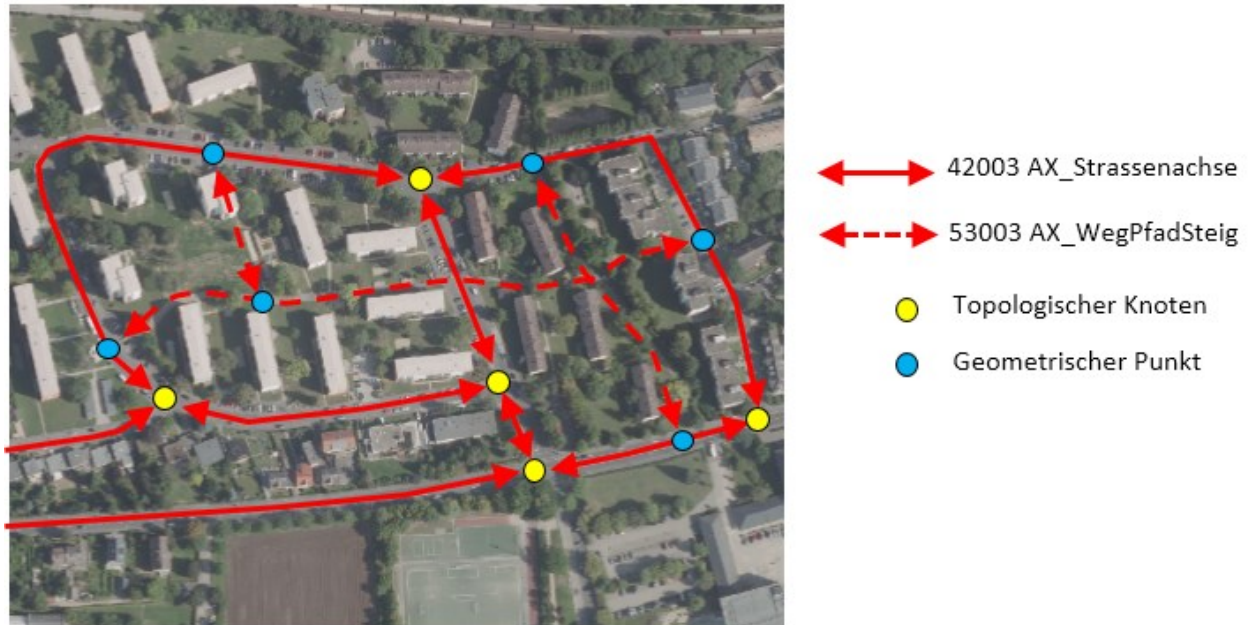 42003 AX_Strassenachse
53003 AX_WegPfadSteig
Topologischer Knoten
Geometrischer Punkt